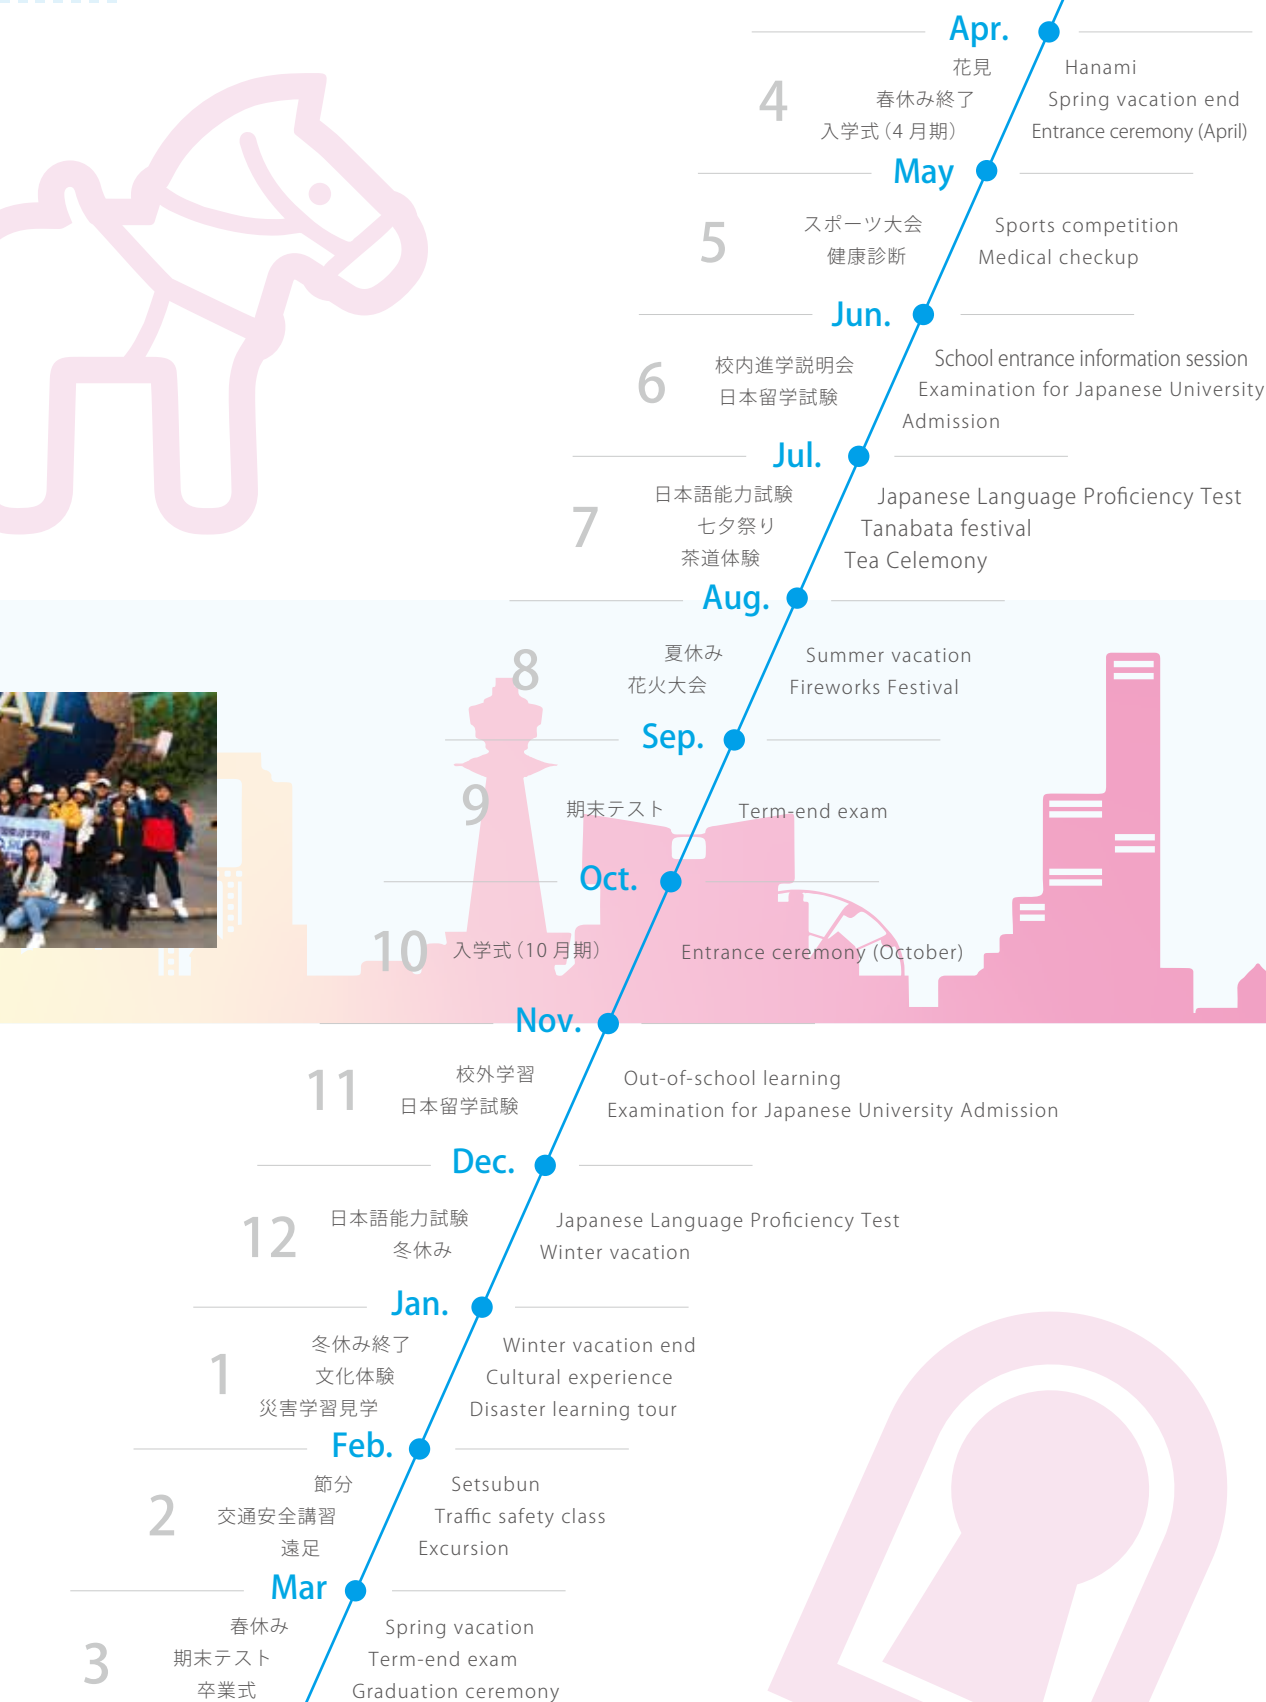 Apr.
4
花見 Hanami
春休み終了 Spring vacation end
入学式（4 月期） Entrance ceremony (April)
May
5
スポーツ大会 Sports competition
健康診断 Medical checkup
Jun.
6
校内進学説明会 School entrance information session
日本留学試験 Examination for Japanese University
Admission
Jul.
7
日本語能力試験 Japanese Language Proficiency Test
七夕祭り Tanabata festival
茶道体験 Tea Celemony
Aug.
8
夏休み Summer vacation
花火大会 Fireworks Festival
AL
Sep.
9
期末テスト Term-end exam
Oct.
10
入学式（10 月期） Entrance ceremony (October)
Nov.
11
校外学習 Out-of-school learning
日本留学試験 Examination for Japanese University Admission
Dec.
12
日本語能力試験 Japanese Language Proficiency Test
冬休み Winter vacation
Jan.
1
冬休み終了 Winter vacation end
文化体験 Cultural experience
災害学習見学 Disaster learning tour
Feb.
2
節分 Setsubun
交通安全講習 Traffic safety class
遠足 Excursion
Mar
3
春休み Spring vacation
期末テスト Term-end exam
卒業式 Graduation ceremony